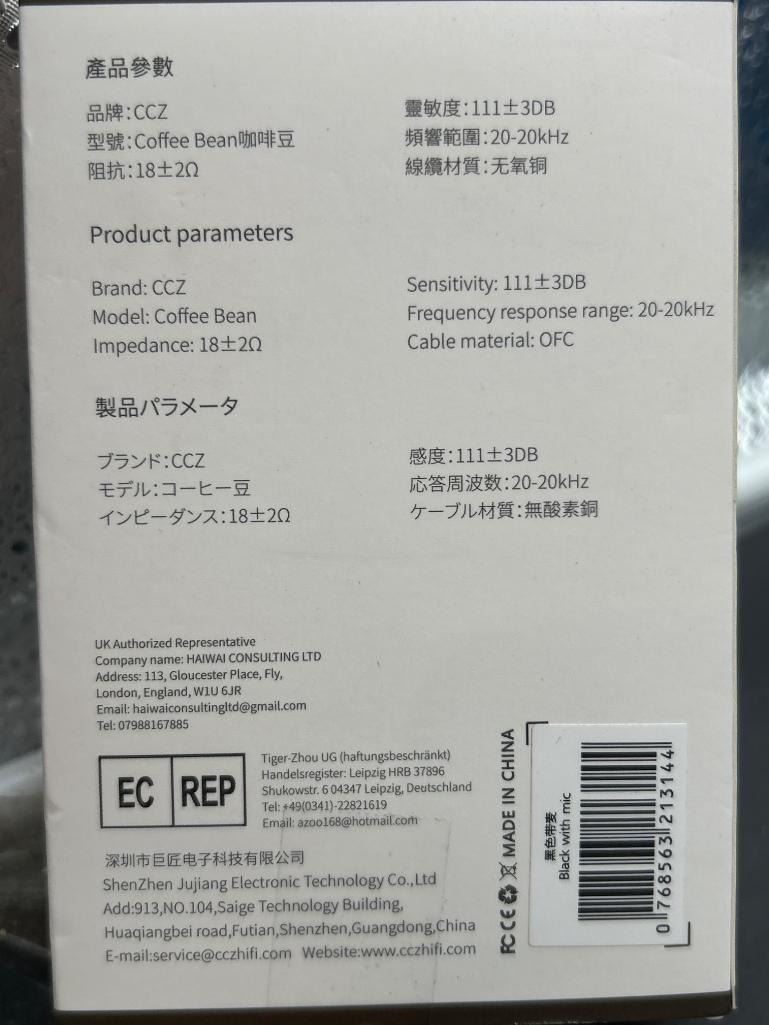 產品參數
品牌:CCZ
型號:Coffee Bean咖啡豆
阻抗:18±2Ω
靈敏度:111±3DB
頻響範圍:20-20kHz
線纜材質:无氧铜
Product parameters
Brand: CCZ
Model: Coffee Bean
Impedance: 18±2Ω
Sensitivity: 111±3DB
Frequency response range: 20-20kHz
Cable material: OFC
製品パラメータ
ブランド:CCZ
モデル:コーヒー豆
インピーダンス:18±2Ω
感度:111±3DB
応答周波数:20-20kHz
ケーブル材質:無酸素銅
UK Authorized Representative
Company name: HAIWAI CONSULTING LTD
Address: 113, Gloucester Place, Fly,
London, England, W1U 6JR
Email: haiwaiconsultingltd@gmail.com
Tel: 07988167885
EC REP
Tiger-Zhou UG (haftungsbeschränkt)
Handelsregister: Leipzig HRB 37896
Shukowstr. 6 04347 Leipzig, Deutschland
Tel: +49(0341)-22821619
Email: azoo168@hotmail.com
深圳市巨匠电子科技有限公司
ShenZhen Jujiang Electronic Technology Co.,Ltd
Add:913,NO.104,Saige Technology Building,
Huaqiangbei road,Futian,Shenzhen,Guangdong,China
E-mail:service@cczhifi.com Website:www.cczhifi.com
FC CE MADE IN CHINA
黑色带麦
Black with mic
0 768563 213144